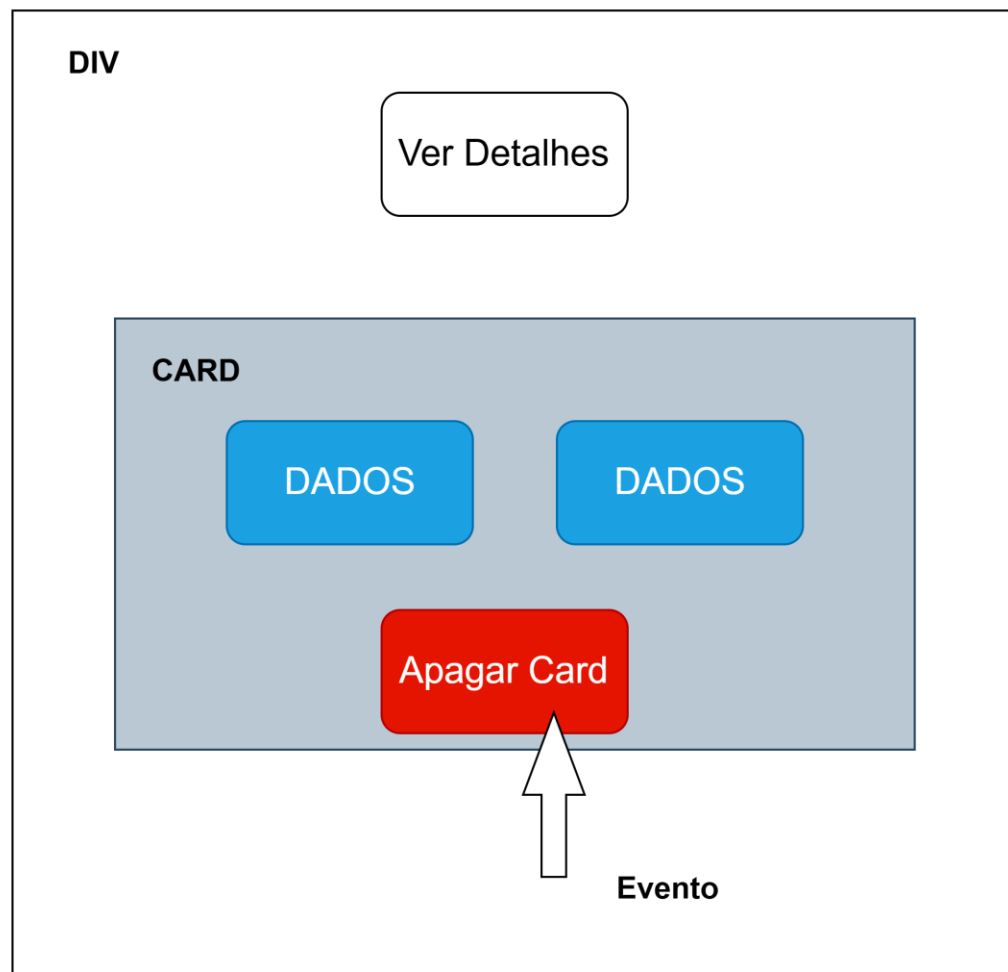 DIV
Ver Detalhes
CARD
DADOS
DADOS
Apagar Card
Evento